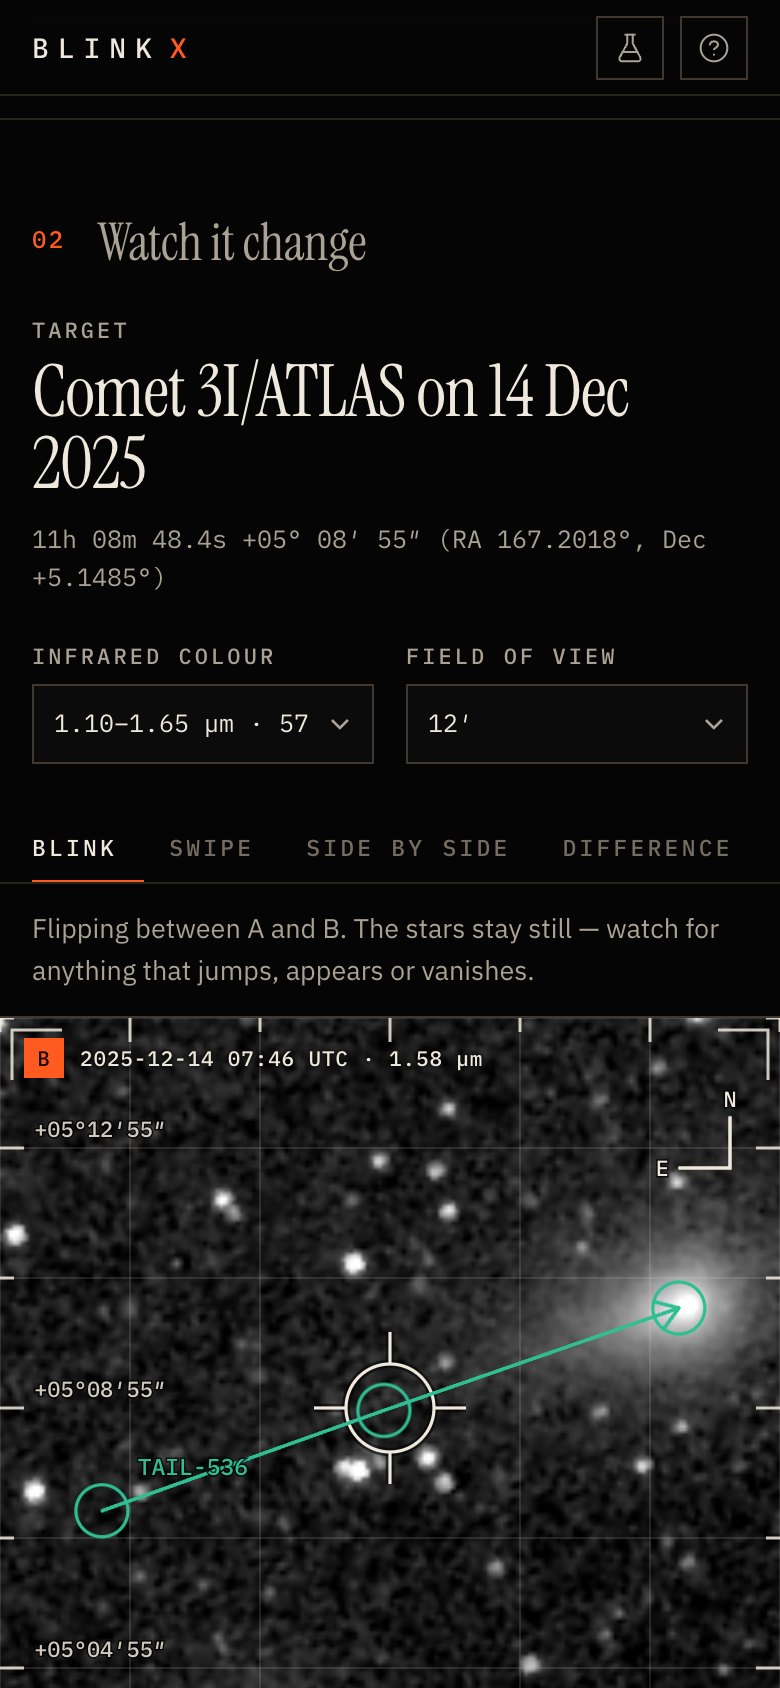 BLINK X
02 Watch it change
TARGET
Comet 3I/ATLAS on 14 Dec
2025
11h 08m 48.4s +05° 08′ 55″ (RA 167.2018°, Dec
+5.1485°)
INFRARED COLOUR FIELD OF VIEW
1.10–1.65 µm · 57 12′
BLINK SWIPE SIDE BY SIDE DIFFERENCE
Flipping between A and B. The stars stay still — watch for
anything that jumps, appears or vanishes.
B 2025-12-14 07:46 UTC · 1.58 µm
N
+05°12′55″
E
+05°08′55″
TAIL-536
+05°04′55″